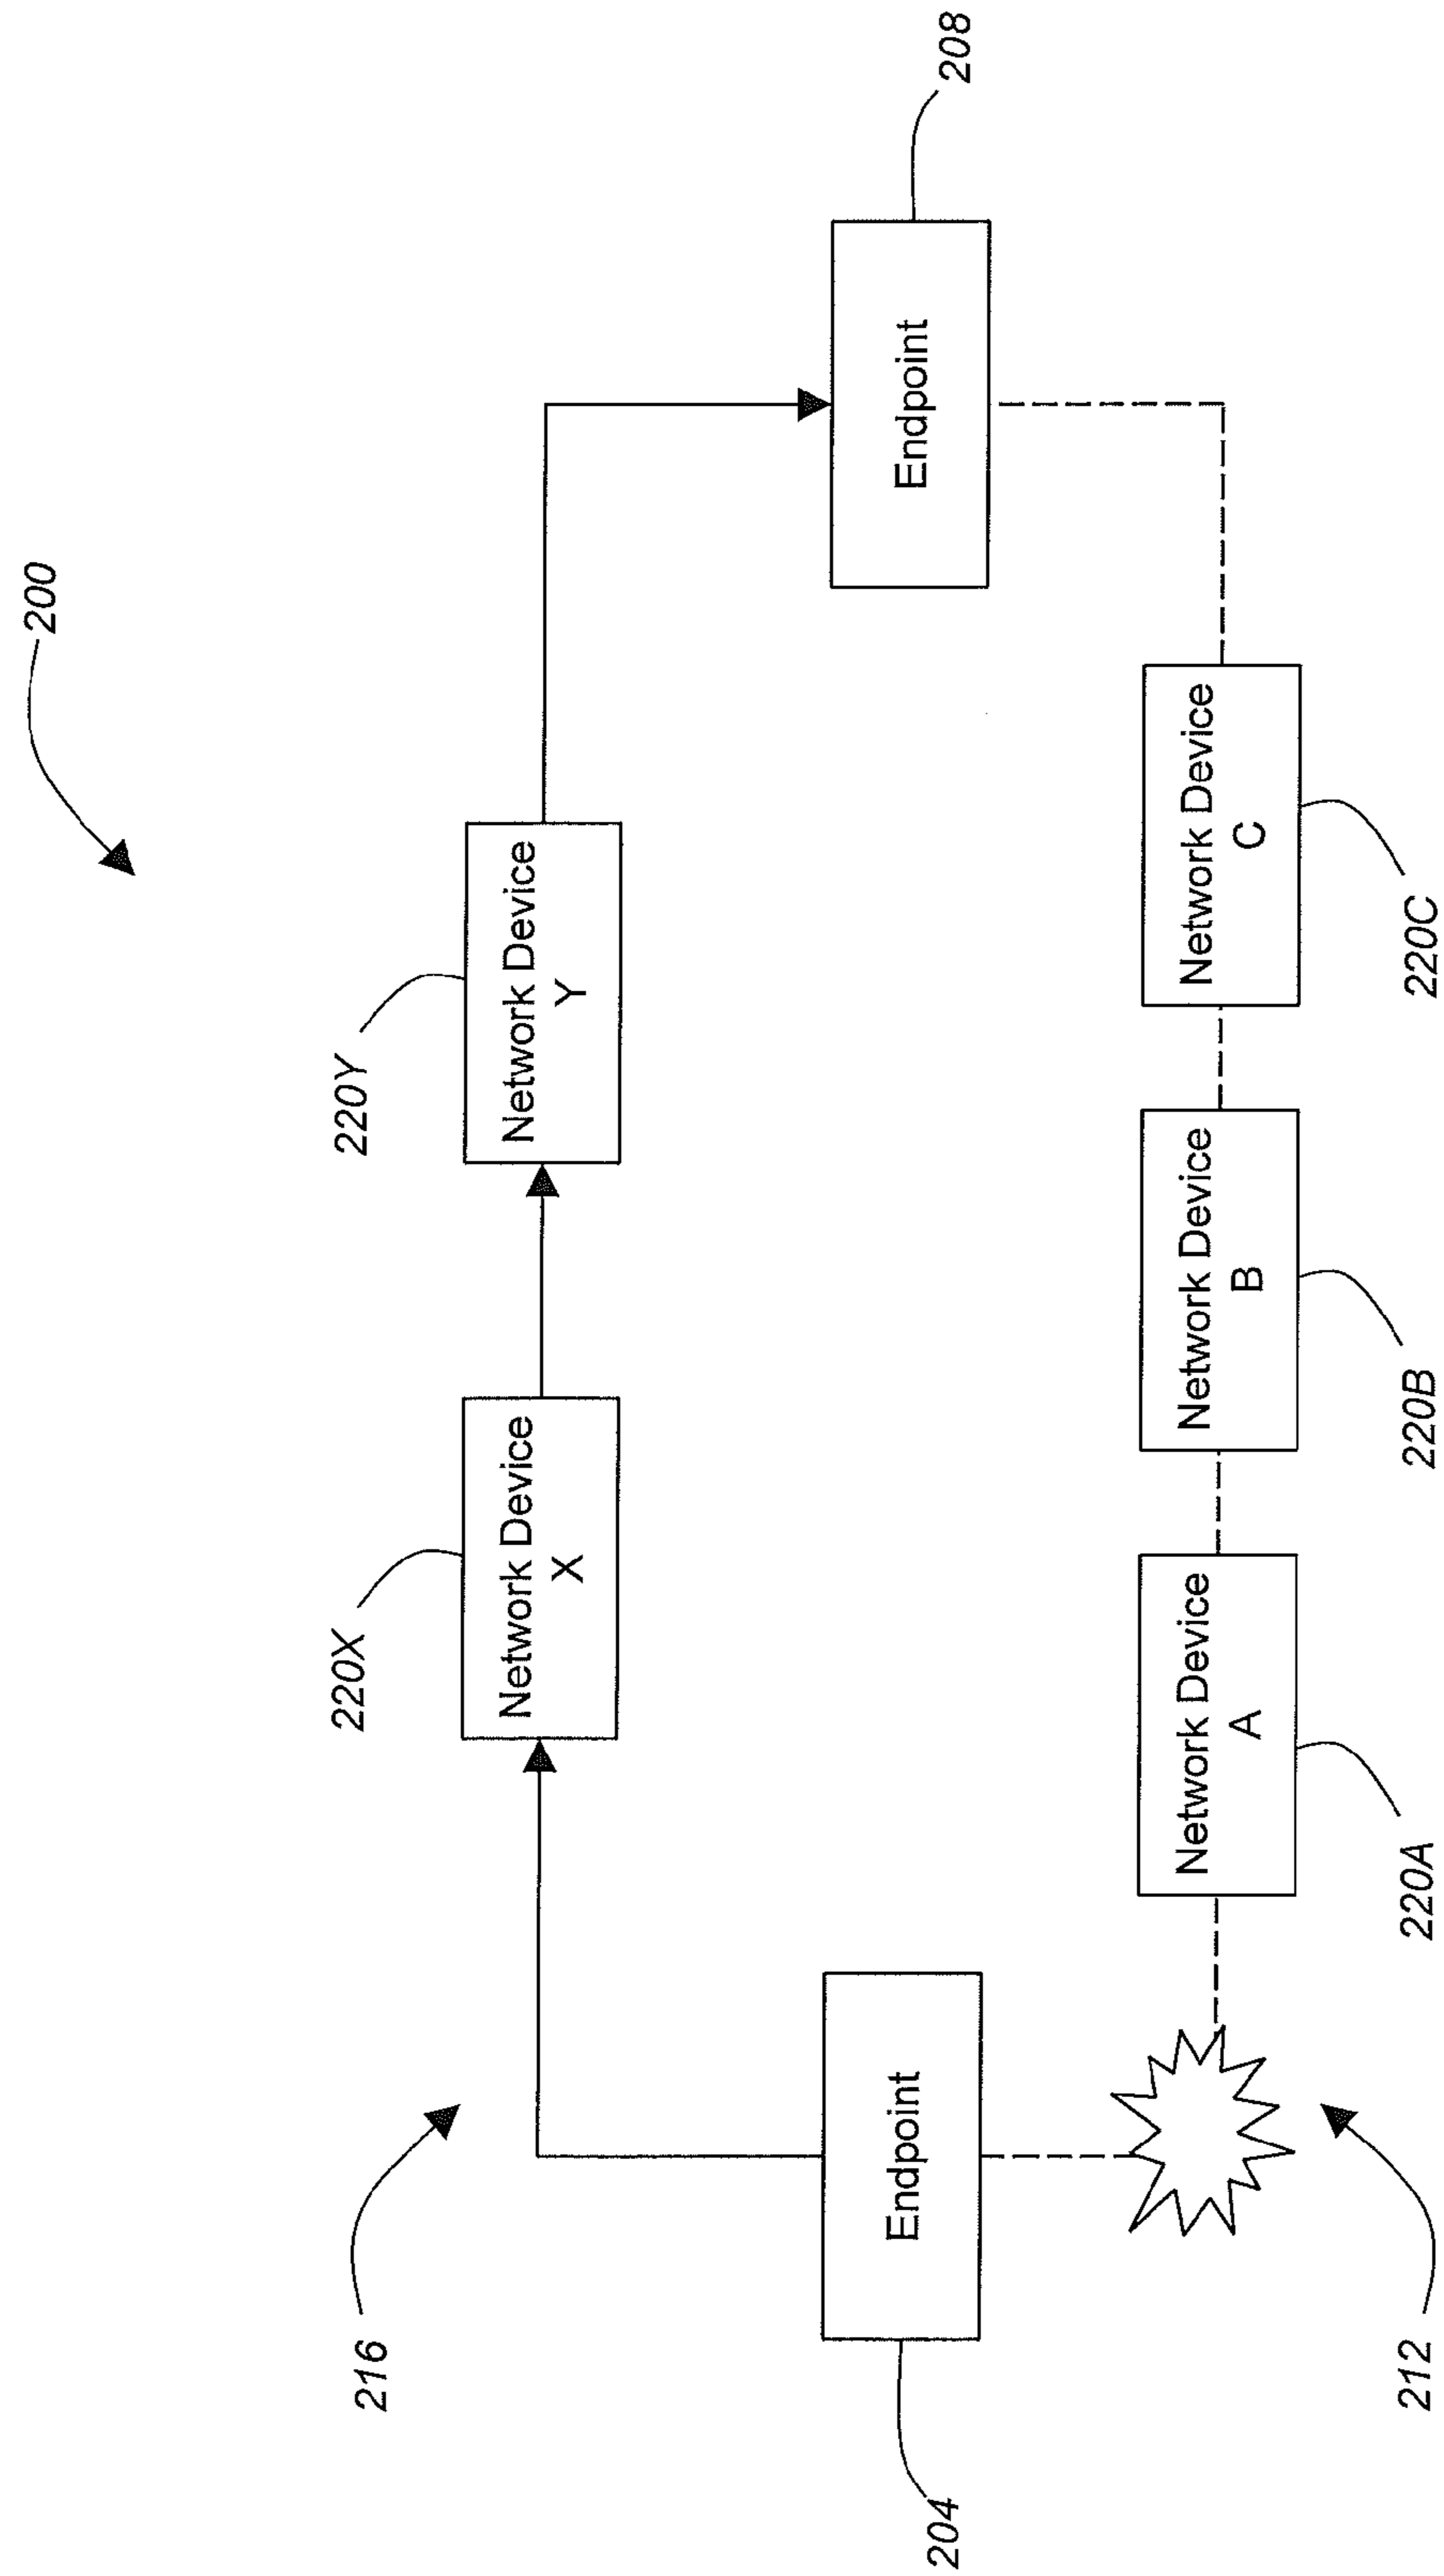 200
216
220X
220Y
Network Device
X
Network Device
Y
204
Endpoint
Endpoint
208
Network Device
A
Network Device
B
Network Device
C
212
220A
220B
220C